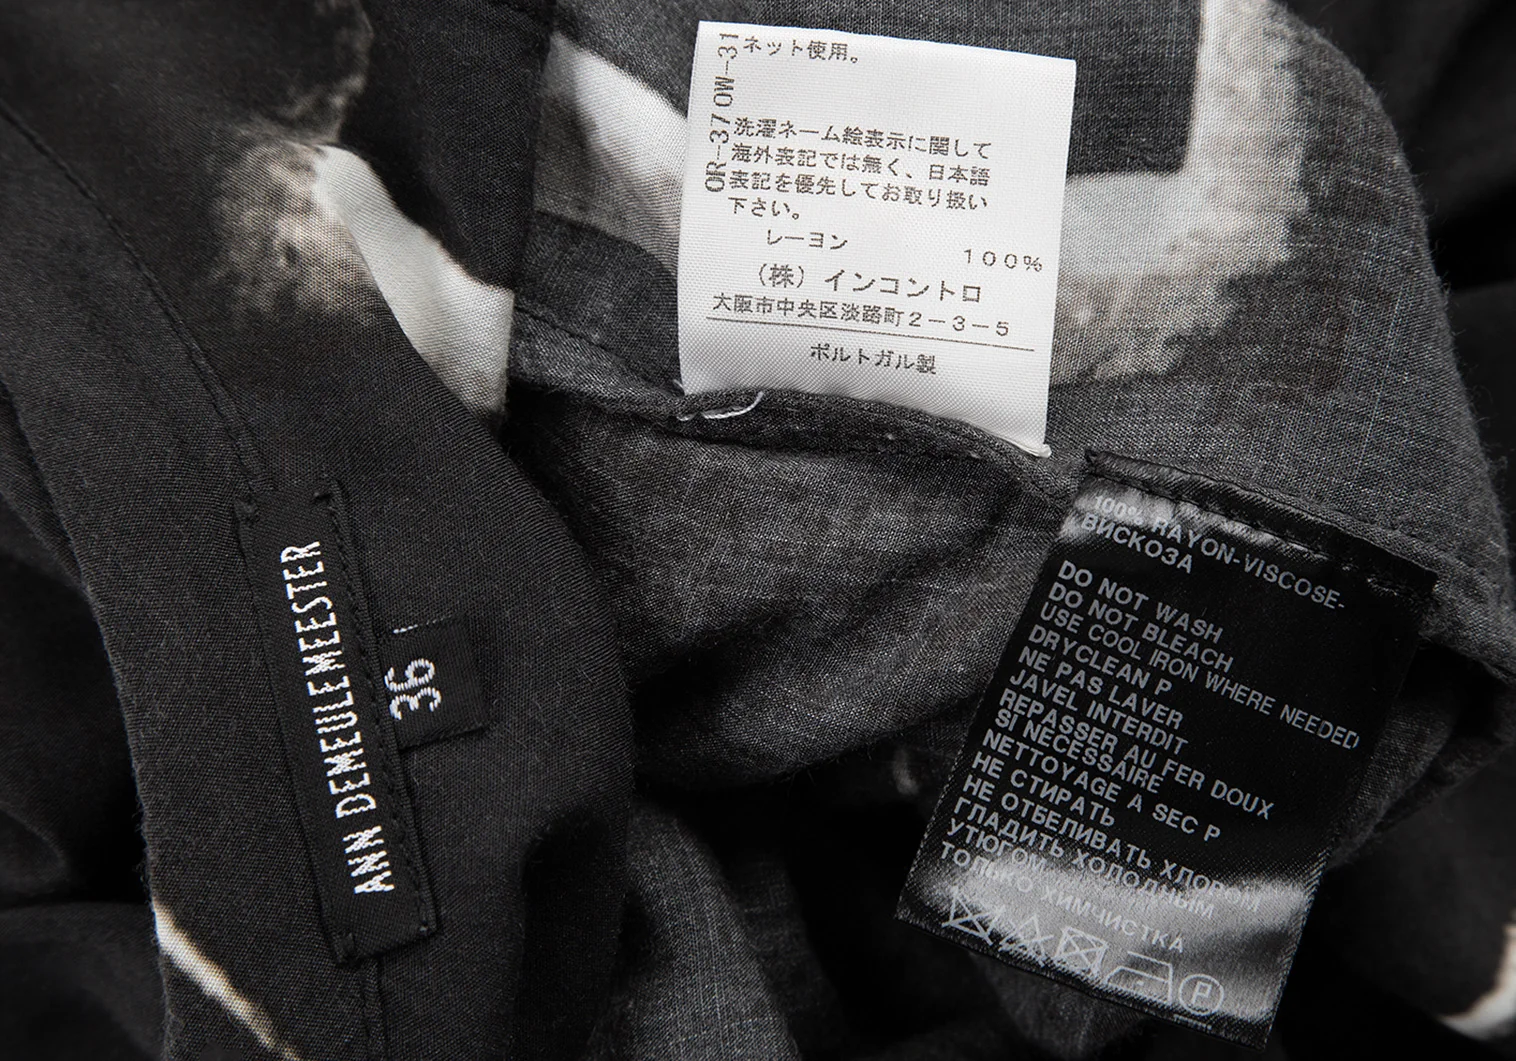 ANN DEMEULEMEESTER
36
OR-370W-31
ネット使用。
洗濯ネーム絵表示に関して
海外表記では無く、日本語
表記を優先してお取り扱い
下さい。
レーヨン 100%
(株)インコントロ
大阪市中央区淡路町2-3-5
ポルトガル製
100% RAYON-VISCOSE-
ВИСКОЗА
DO NOT WASH
DO NOT BLEACH
USE COOL IRON WHERE NEEDED
DRYCLEAN P
NE PAS LAVER
JAVEL INTERDIT
REPASSER AU FER DOUX
SI NECESSAIRE
NETTOYAGE A SEC P
НЕ СТИРАТЬ
НЕ ОТБЕЛИВАТЬ ХЛОРОМ
ГЛАДИТЬ ХОЛОДНЫМ
УТЮГОМ
ТОЛЬКО ХИМЧИСТКА
P